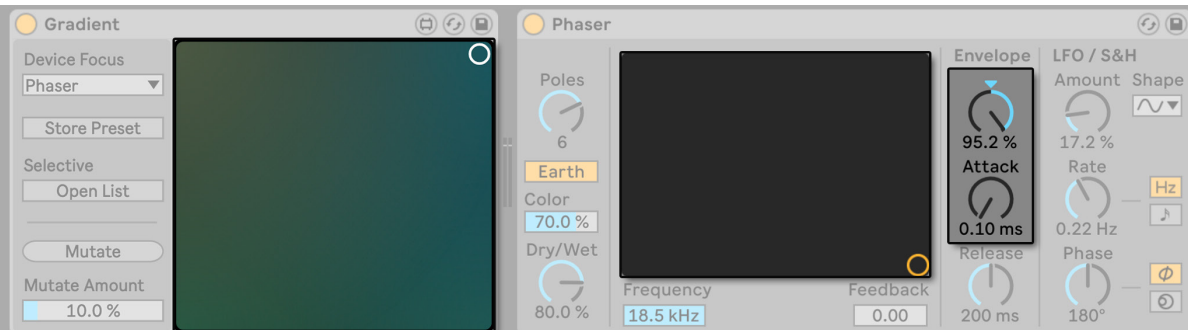 Gradient
Device Focus
Phaser
Store Preset
Selective
Open List
Mutate
Mutate Amount
10.0 %
Phaser
Poles
6
Earth
Color
70.0 %
Dry/Wet
80.0 %
Frequency
18.5 kHz
Feedback
0.00
Envelope
95.2 %
Attack
0.10 ms
Release
200 ms
LFO / S&H
Amount
17.2 %
Shape
Rate
0.22 Hz
Hz
Phase
180°